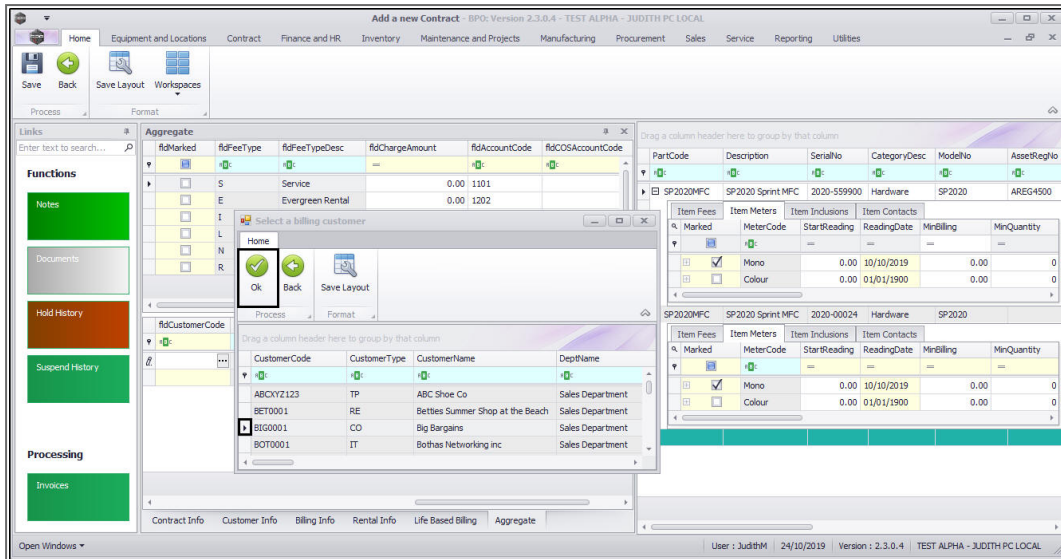 Add a new Contract - BPO: Version 2.3.0.4 - TEST ALPHA - JUDITH PC LOCAL
Home Equipment and Locations Contract Finance and HR Inventory Maintenance and Projects Manufacturing Procurement Sales Service Reporting Utilities
Save Back Save Layout Workspaces
Process Format
Links
Enter text to search...
Functions
Notes
Documents
Hold History
Suspend History
Processing
Invoices
Aggregate
fldMarked fldFeeType fldFeeTypeDesc fldChargeAmount fldAccountCode fldCOSAccountCode
S Service 0.00 1101
E Evergreen Rental 0.00 1202
I
L
N
R
fldCustomerCode
Select a billing customer
Home
Ok Back Save Layout
Process Format
Drag a column header here to group by that column
CustomerCode CustomerType CustomerName DeptName
ABCXYZ123 TP ABC Shoe Co Sales Department
BET0001 RE Betties Summer Shop at the Beach Sales Department
BIG0001 CO Big Bargains Sales Department
BOT0001 IT Bothas Networking inc Sales Department
Contract Info Customer Info Billing Info Rental Info Life Based Billing Aggregate
Drag a column header here to group by that column
PartCode Description SerialNo CategoryDesc ModelNo AssetRegNo
SP2020MFC SP2020 Sprint MFC 2020-559900 Hardware SP2020 AREG4500
Item Fees Item Meters Item Inclusions Item Contacts
Marked MeterCode StartReading ReadingDate MinBilling MinQuantity
Mono 0.00 10/10/2019 0.00 0
Colour 0.00 01/01/1900 0.00 0
SP2020MFC SP2020 Sprint MFC 2020-00024 Hardware SP2020
Item Fees Item Meters Item Inclusions Item Contacts
Marked MeterCode StartReading ReadingDate MinBilling MinQuantity
Mono 0.00 10/10/2019 0.00 0
Colour 0.00 01/01/1900 0.00 0
Open Windows User : JudithM 24/10/2019 Version : 2.3.0.4 TEST ALPHA - JUDITH PC LOCAL